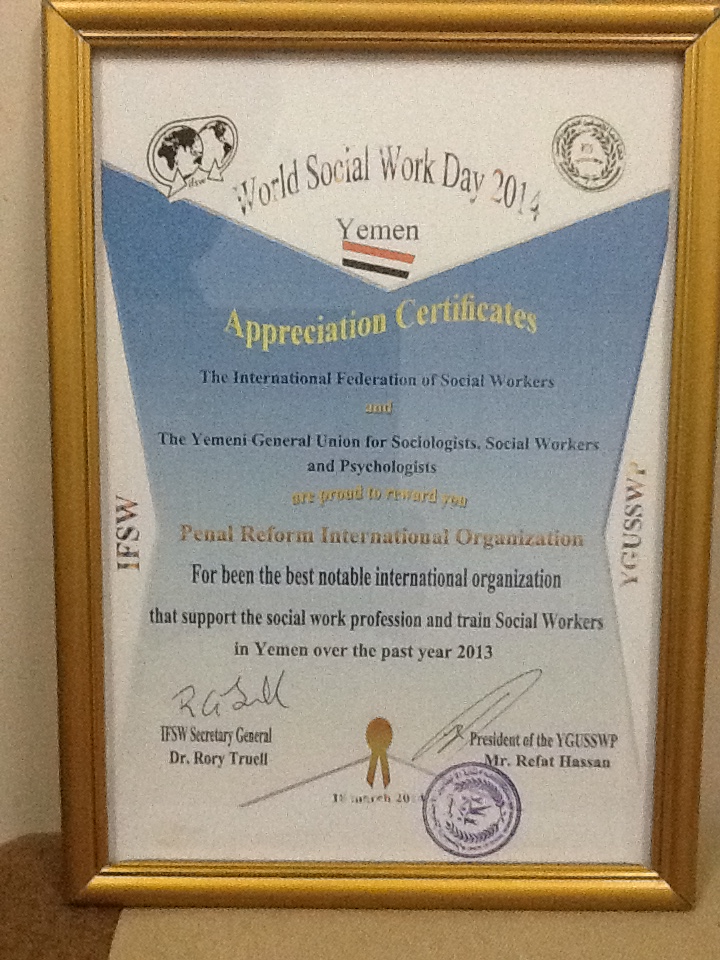 ifsw
World Social Work Day 2014
Yemen
Appreciation Certificates
The International Federation of Social Workers
and
The Yemeni General Union for Sociologists, Social Workers
and Psychologists
are proud to reward you
Penal Reform International Organization
For been the best notable international organization
that support the social work profession and train Social Workers
in Yemen over the past year 2013
IFSW
YGUSSWP
IFSW Secretary General
Dr. Rory Truell
President of the YGUSSWP
Mr. Refat Hassan
march